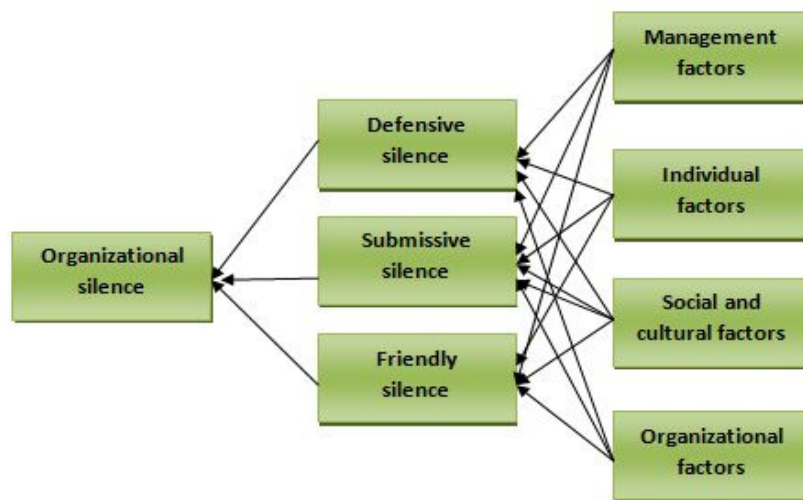 Management
factors
Defensive
silence
Individual
factors
Organizational
silence
Submissive
silence
Social and
cultural factors
Friendly
silence
Organizational
factors